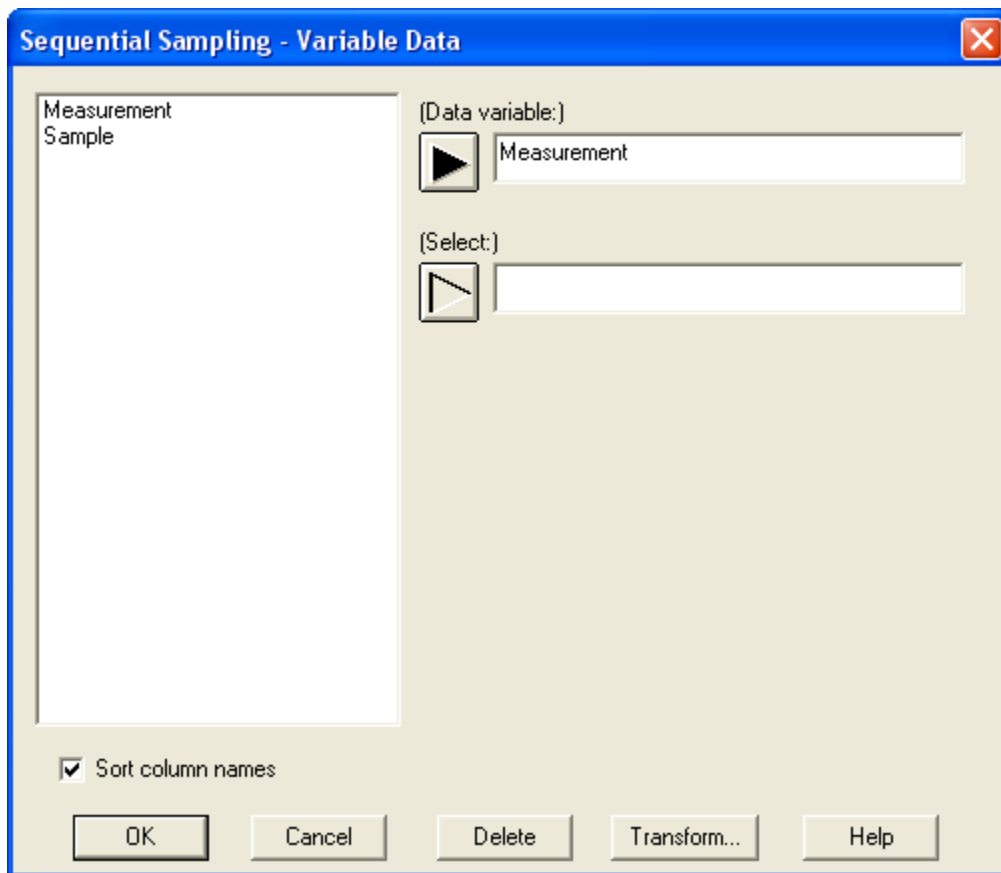 Sequential Sampling - Variable Data
Measurement
Sample
(Data variable:)
Measurement
(Select:)
Sort column names
OK
Cancel
Delete
Transform...
Help